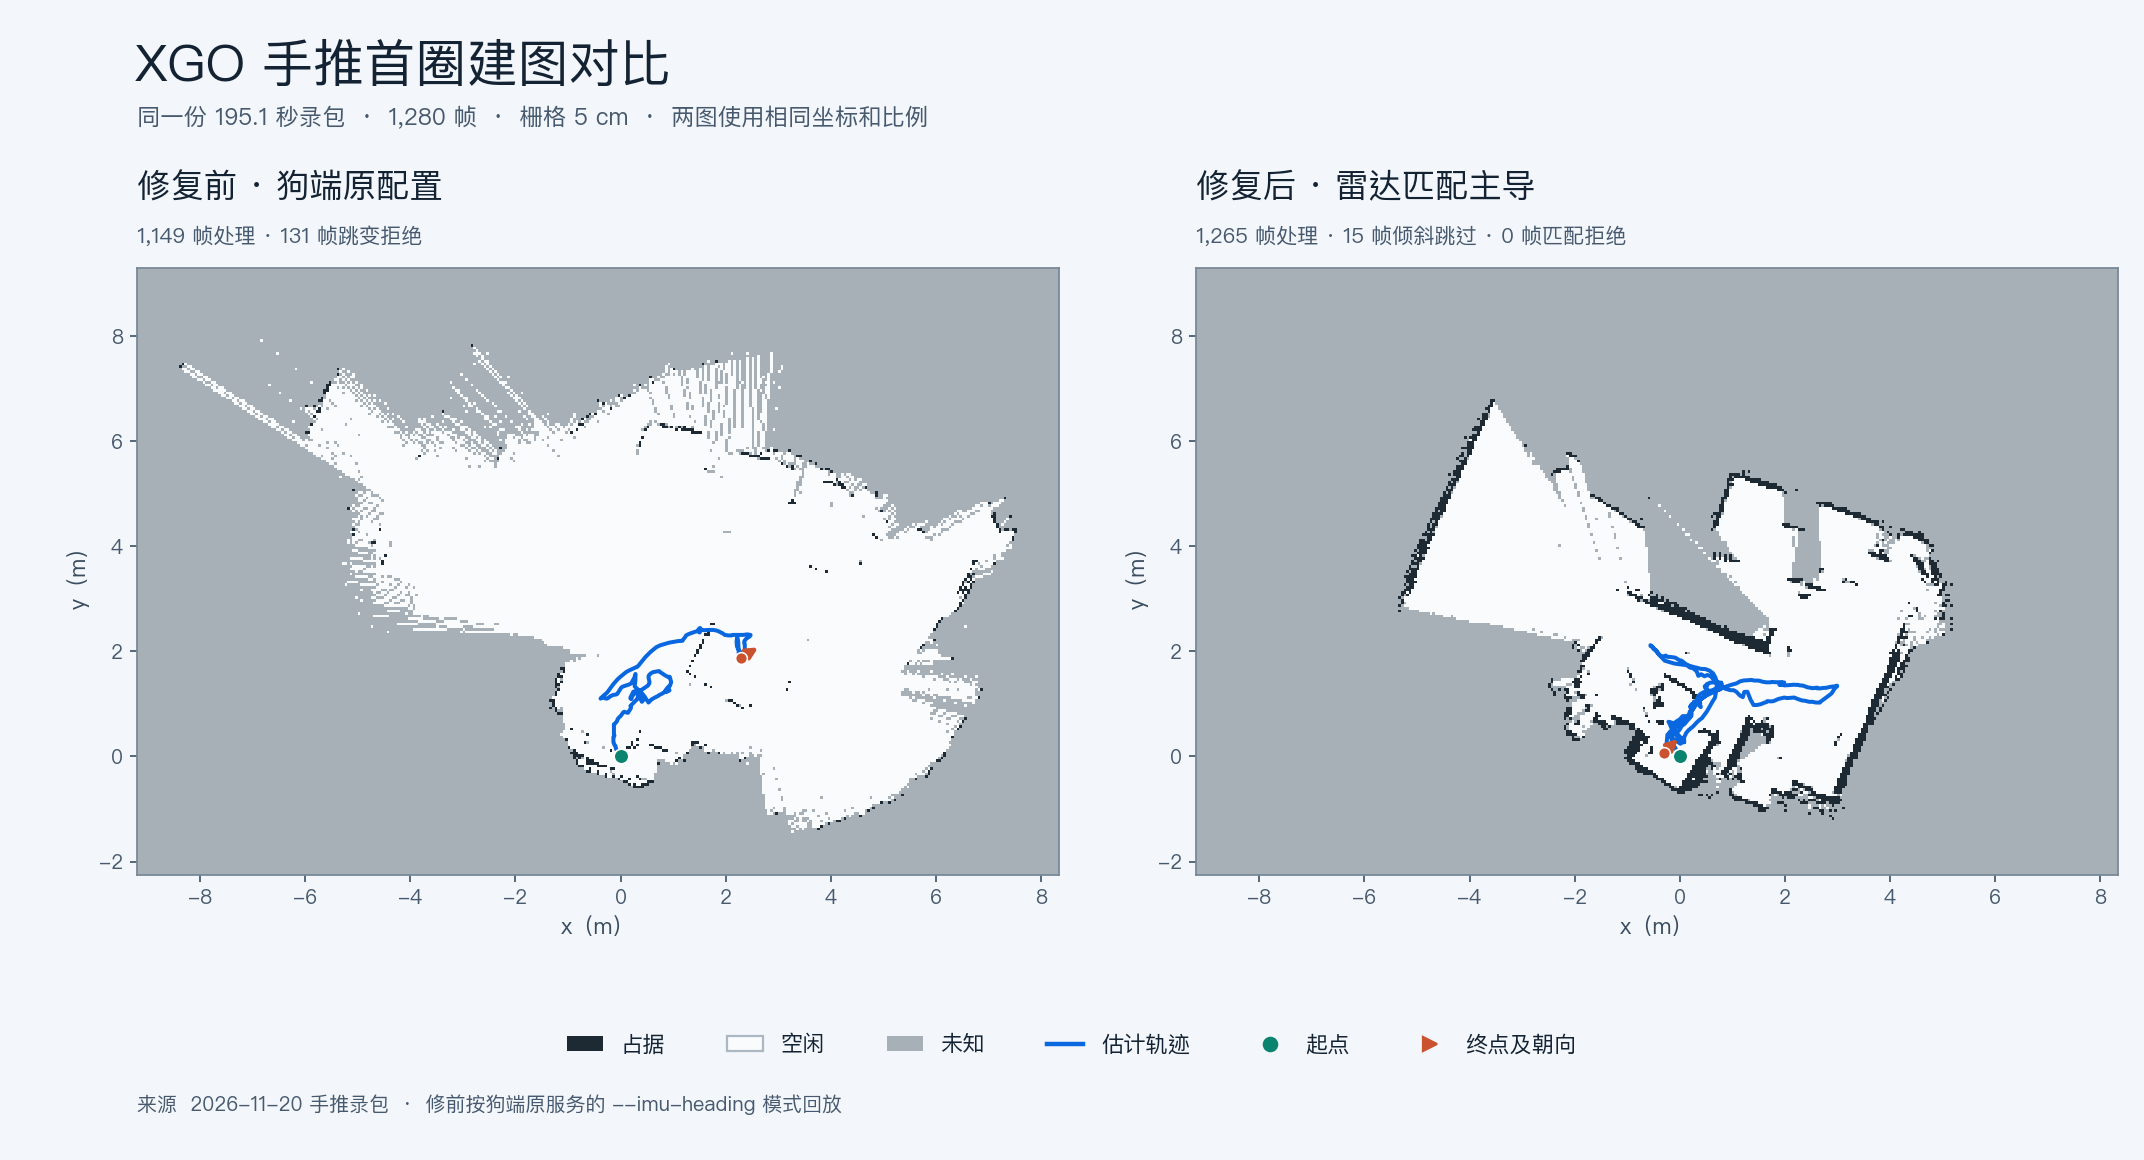 XGO 手推首圈建图对比
同一份 195.1 秒录包 · 1,280 帧 · 栅格 5 cm · 两图使用相同坐标和比例
修复前 · 狗端原配置
1,149 帧处理 · 131 帧跳变拒绝
8
6
4
2
0
−2
y (m)
−8 −6 −4 −2 0 2 4 6 8
x (m)
修复后 · 雷达匹配主导
1,265 帧处理 · 15 帧倾斜跳过 · 0 帧匹配拒绝
8
6
4
2
0
−2
y (m)
−8 −6 −4 −2 0 2 4 6 8
x (m)
占据 空闲 未知 估计轨迹 起点 终点及朝向
来源 2026−11−20 手推录包 · 修前按狗端原服务的 −−imu−heading 模式回放